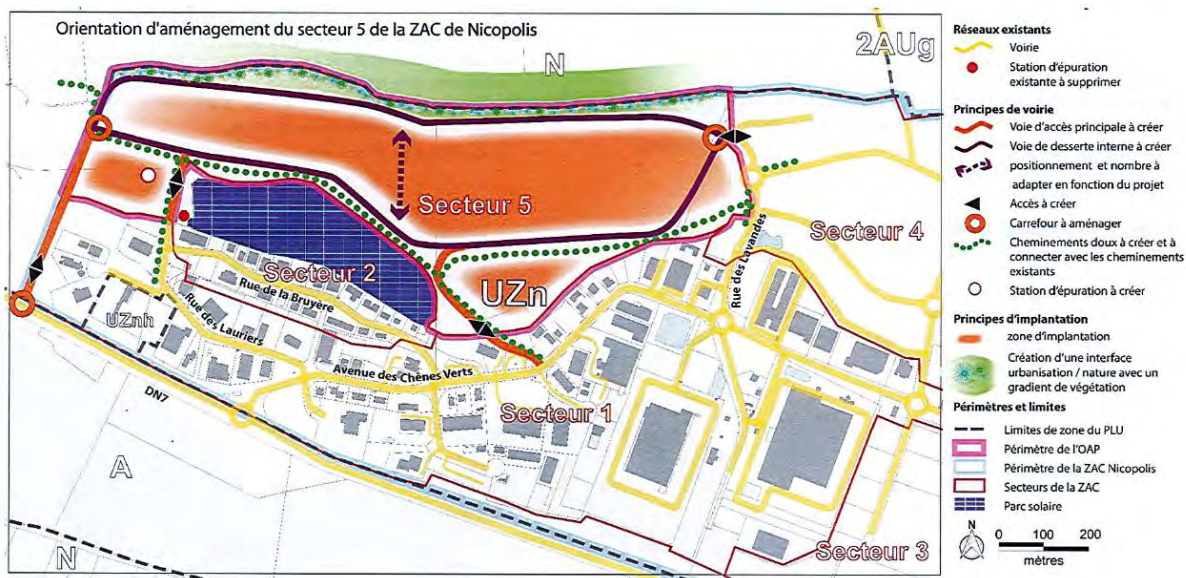 Orientation d'aménagement du secteur 5 de la ZAC de Nicopolis
2AUg
N
Secteur 5
Secteur 4
Secteur 2
UZn
Rue des Lavandes
Rue de la Bruyère
UZnh
Rue des Lauriers
Avenue des Chênes Verts
DN7
Secteur 1
A
N
Secteur 3
Réseaux existants
Voirie
Station d'épuration
existante à supprimer
Principes de voirie
Voie d'accès principale à créer
Voie de desserte interne à créer
positionnement et nombre à
adapter en fonction du projet
Accès à créer
Carrefour à aménager
Cheminements doux à créer et à
connecter avec les cheminements
existants
Station d'épuration à créer
Principes d'implantation
zone d'implantation
Création d'une interface
urbanisation / nature avec un
gradient de végétation
Périmètres et limites
Limites de zone du PLU
Périmètre de l'OAP
Périmètre de la ZAC Nicopolis
Secteurs de la ZAC
Parc solaire
N
0 100 200
mètres